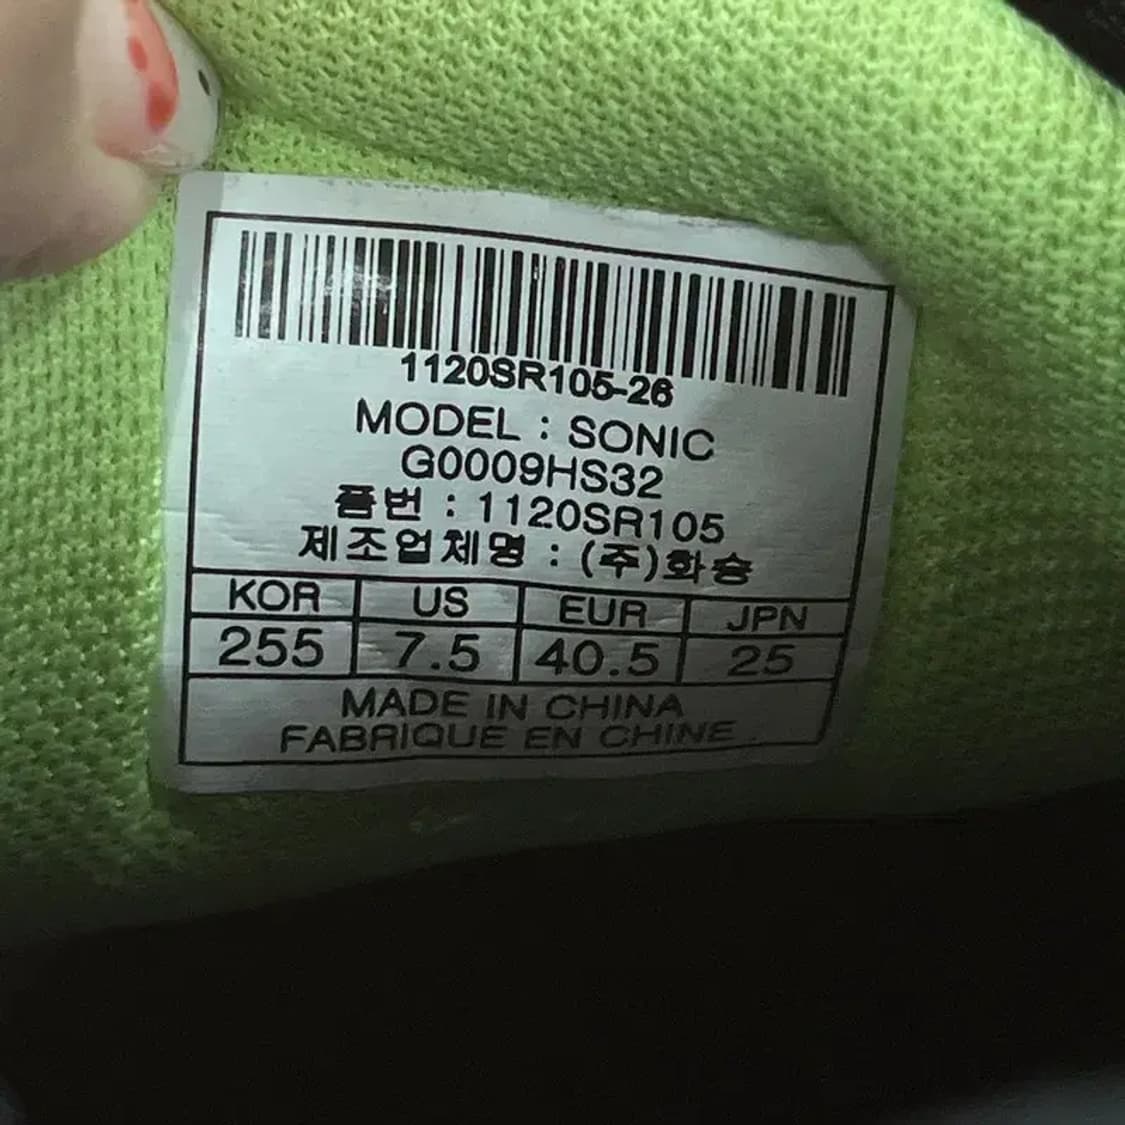 1120SR105-26
MODEL : SONIC
G0009HS32
품번 : 1120SR105
제조업체명 : (주)화승
KOR US EUR JPN
255 7.5 40.5 25
MADE IN CHINA
FABRIQUE EN CHINE